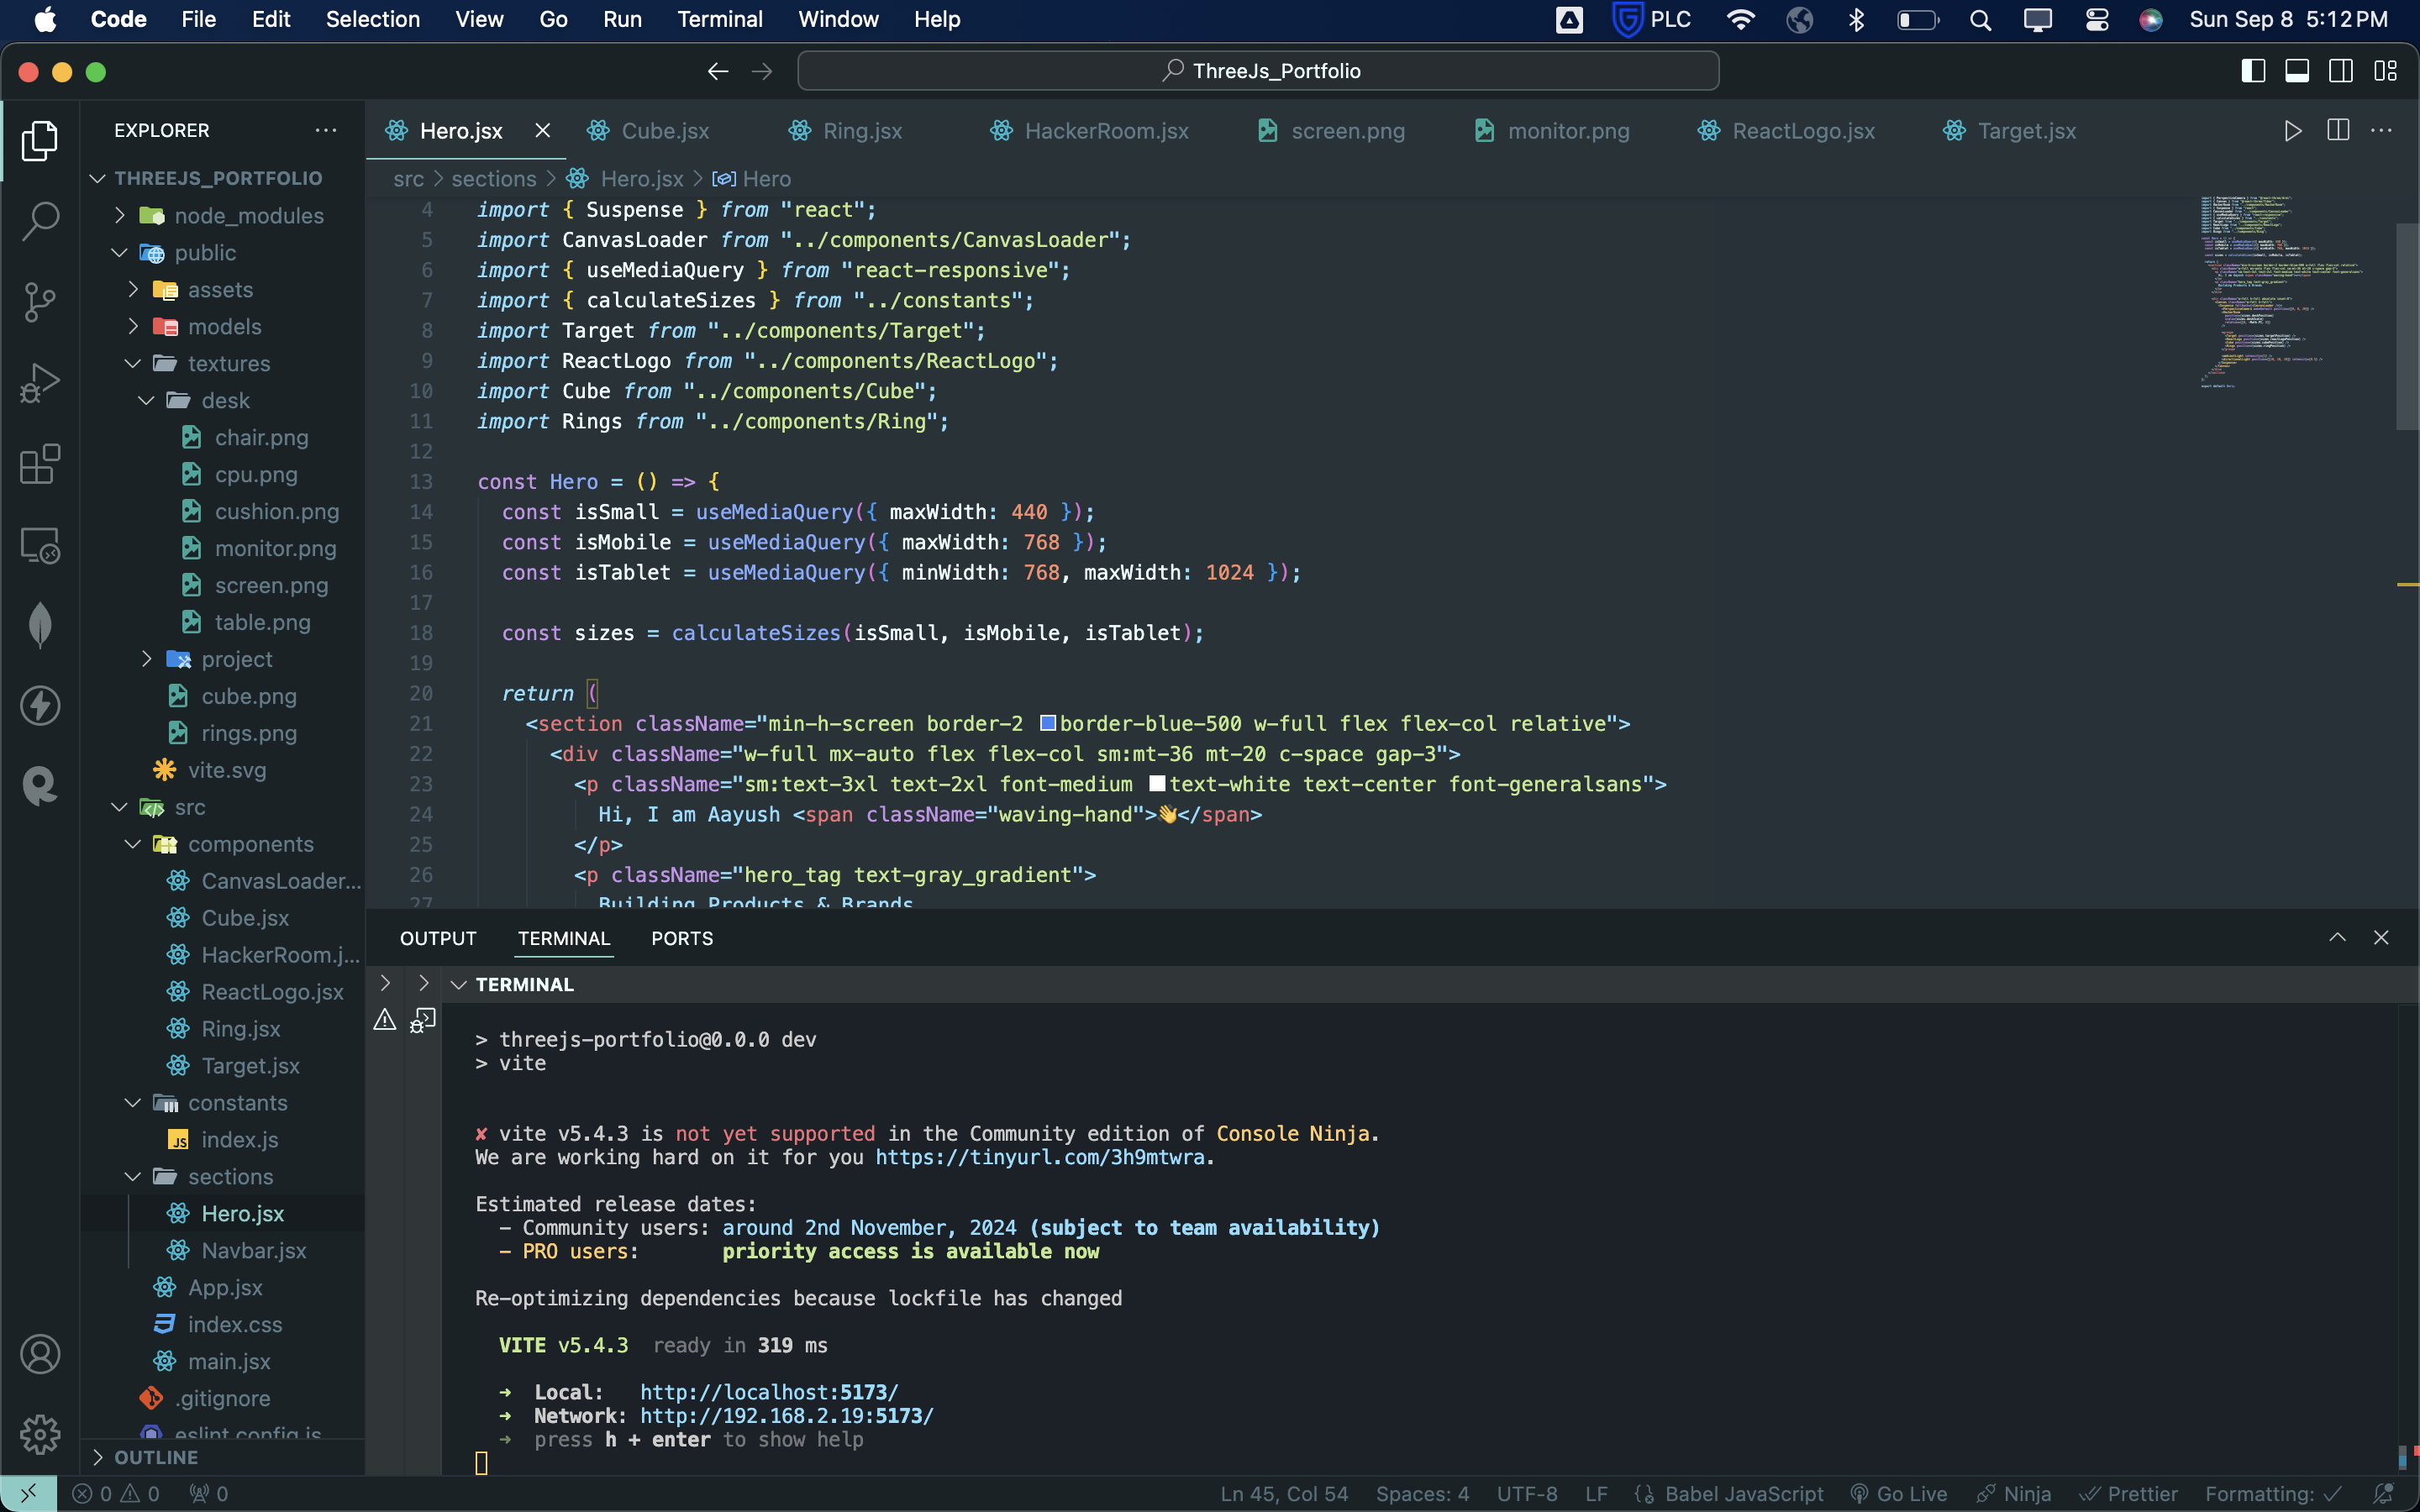 Code File Edit Selection View Go Run Terminal Window Help PLC Sun Sep 8 5:12 PM
ThreeJs_Portfolio
EXPLORER
THREEJS_PORTFOLIO
node_modules
public
assets
models
textures
desk
chair.png
cpu.png
cushion.png
monitor.png
screen.png
table.png
project
cube.png
rings.png
vite.svg
src
components
CanvasLoader...
Cube.jsx
HackerRoom.j...
ReactLogo.jsx
Ring.jsx
Target.jsx
constants
index.js
sections
Hero.jsx
Navbar.jsx
App.jsx
index.css
main.jsx
.gitignore
eslint.config.js
OUTLINE
Hero.jsx Cube.jsx Ring.jsx HackerRoom.jsx screen.png monitor.png ReactLogo.jsx Target.jsx
src > sections > Hero.jsx > Hero
4 import { Suspense } from "react";
5 import CanvasLoader from "../components/CanvasLoader";
6 import { useMediaQuery } from "react-responsive";
7 import { calculateSizes } from "../constants";
8 import Target from "../components/Target";
9 import ReactLogo from "../components/ReactLogo";
10 import Cube from "../components/Cube";
11 import Rings from "../components/Ring";
12
13 const Hero = () => {
14 const isSmall = useMediaQuery({ maxWidth: 440 });
15 const isMobile = useMediaQuery({ maxWidth: 768 });
16 const isTablet = useMediaQuery({ minWidth: 768, maxWidth: 1024 });
17
18 const sizes = calculateSizes(isSmall, isMobile, isTablet);
19
20 return (
21 <section className="min-h-screen border-2 border-blue-500 w-full flex flex-col relative">
22 <div className="w-full mx-auto flex flex-col sm:mt-36 mt-20 c-space gap-3">
23 <p className="sm:text-3xl text-2xl font-medium text-white text-center font-generalsans">
24 Hi, I am Aayush <span className="waving-hand">👋</span>
25 </p>
26 <p className="hero_tag text-gray_gradient">
27 Building Products & Brands
OUTPUT TERMINAL PORTS
TERMINAL
> threejs-portfolio@0.0.0 dev
> vite
✘ vite v5.4.3 is not yet supported in the Community edition of Console Ninja.
We are working hard on it for you https://tinyurl.com/3h9mtwra.
Estimated release dates:
- Community users: around 2nd November, 2024 (subject to team availability)
- PRO users: priority access is available now
Re-optimizing dependencies because lockfile has changed
VITE v5.4.3 ready in 319 ms
➜ Local: http://localhost:5173/
➜ Network: http://192.168.2.19:5173/
➜ press h + enter to show help
0 0 0 Ln 45, Col 54 Spaces: 4 UTF-8 LF Babel JavaScript Go Live Ninja Prettier Formatting: ✓